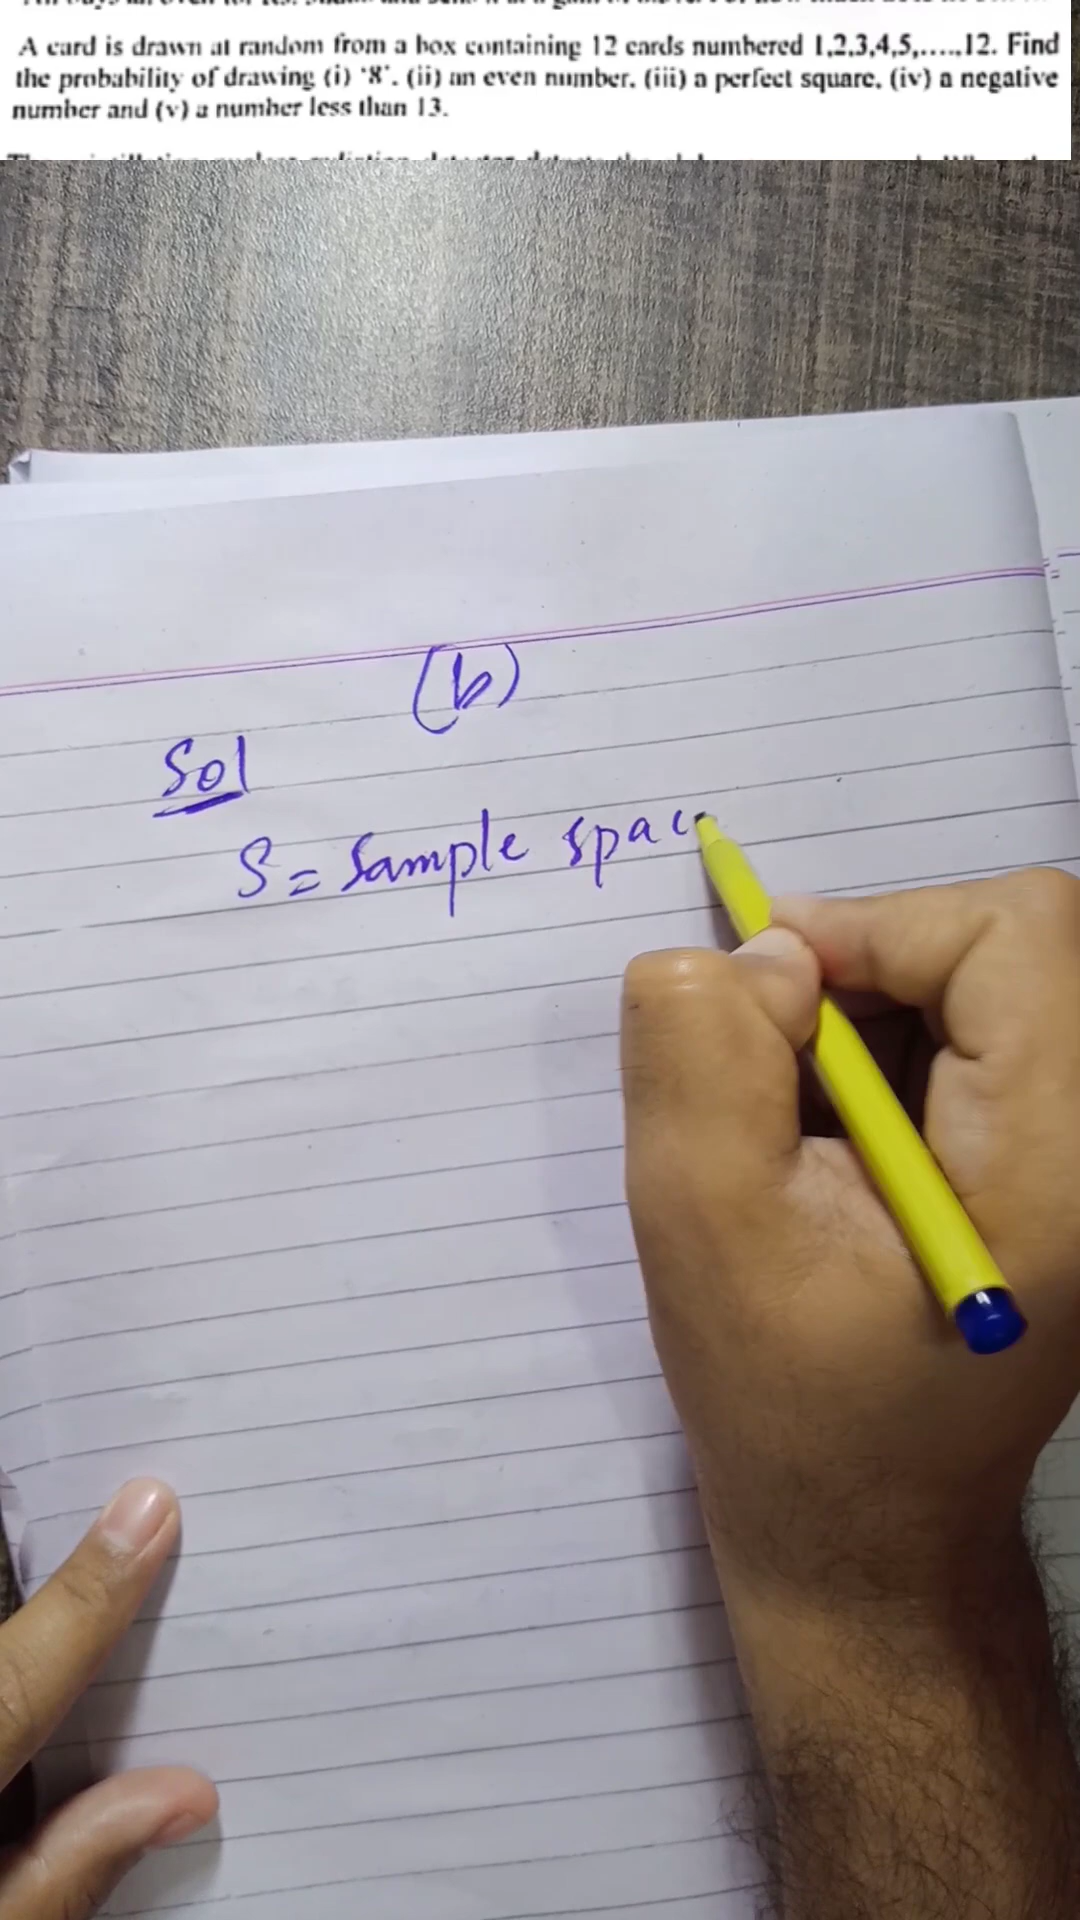 A card is drawn at random from a box containing 12 cards numbered 1,2,3,4,5,.....,12. Find
the probability of drawing (i) '8'. (ii) an even number. (iii) a perfect square, (iv) a negative
number and (v) a number less than 13.
(b)
Sol
S = Sample spac